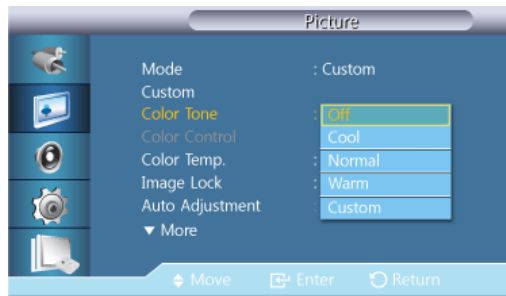 Picture
Mode : Custom
Custom
Color Tone : Off
Color Control Cool
Color Temp. : Normal
Image Lock : Warm
Auto Adjustment : Custom
▼ More
Move Enter Return